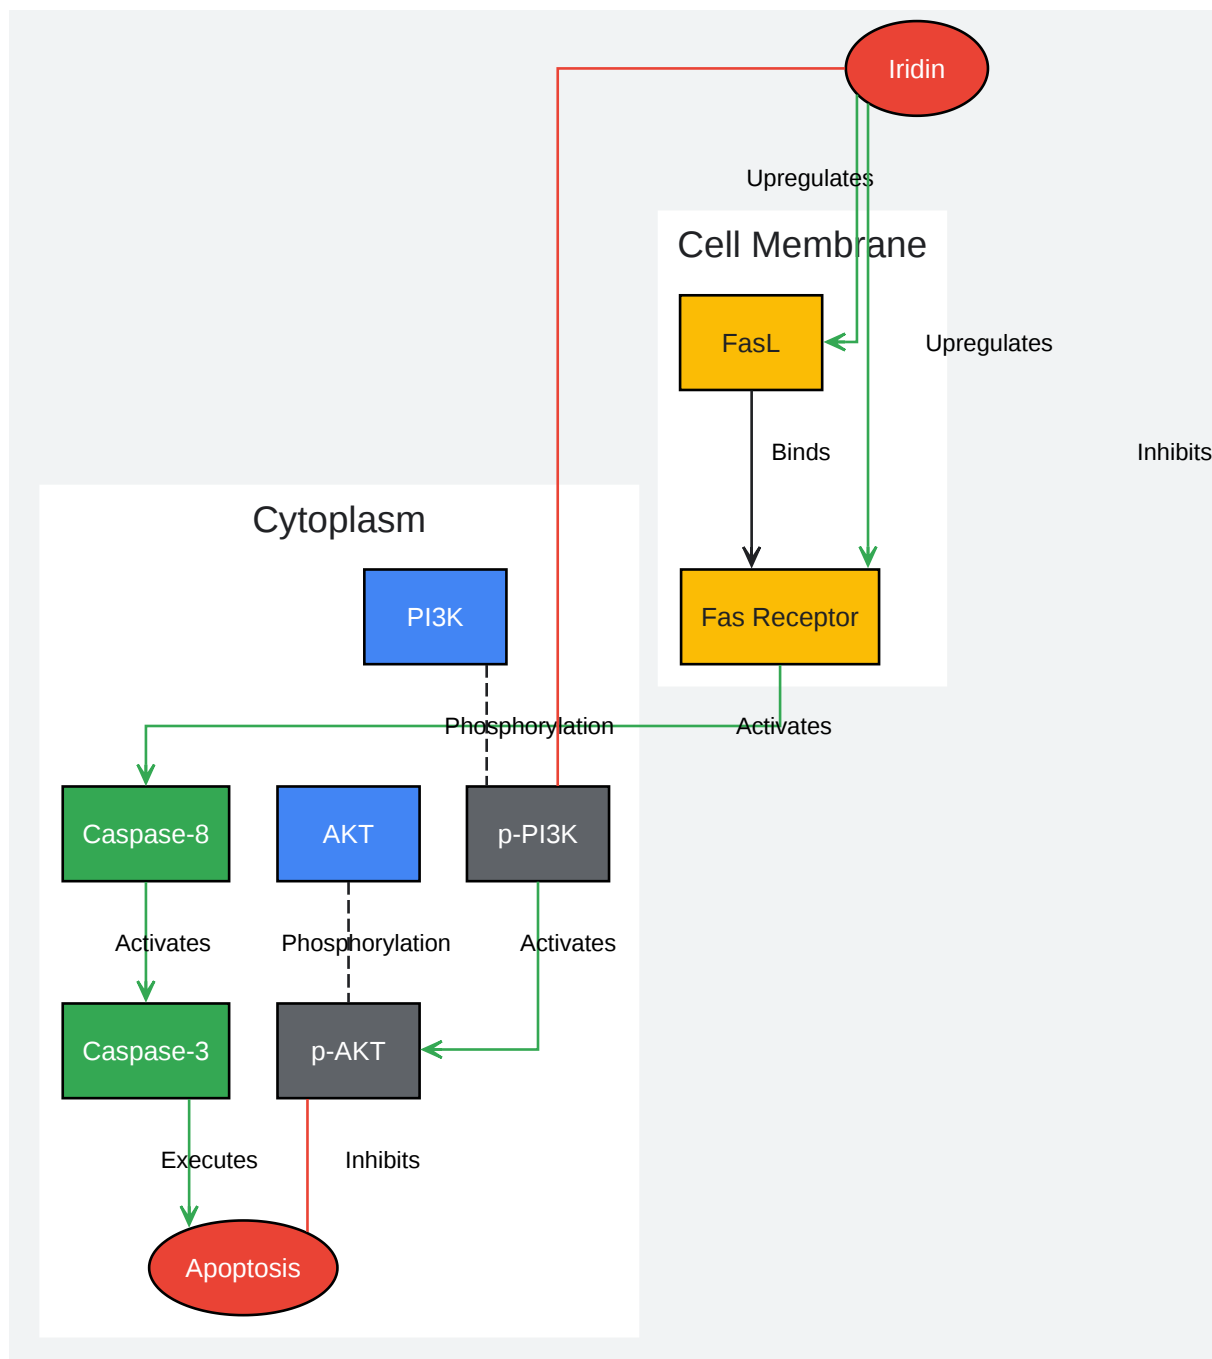 Iridin
Upregulates
Cell Membrane
FasL
Upregulates
Binds
Inhibits
Cytoplasm
PI3K
Fas Receptor
Phosphorylation
Activates
Caspase-8
AKT
p-PI3K
Activates
Phosphorylation
Activates
Caspase-3
p-AKT
Executes
Inhibits
Apoptosis